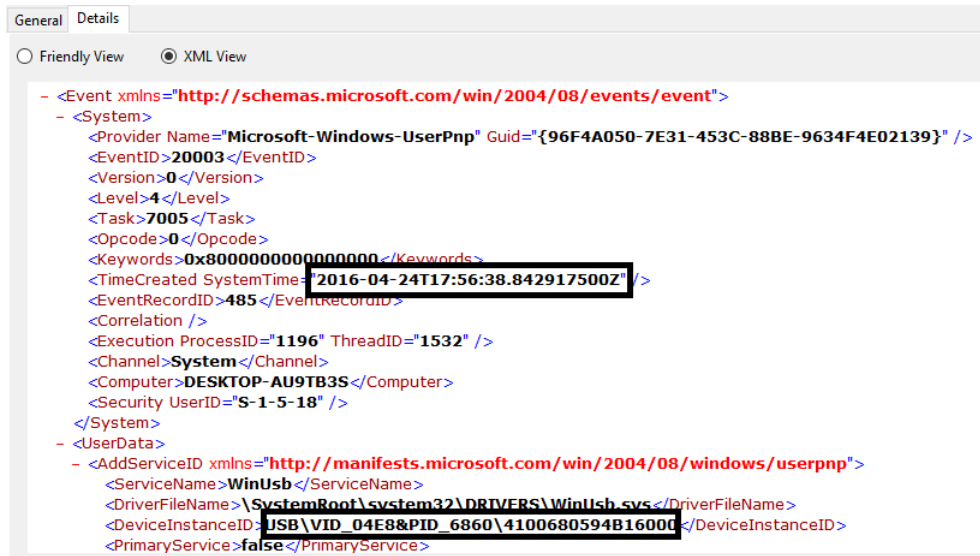 General Details
Friendly View XML View
– <Event xmlns="http://schemas.microsoft.com/win/2004/08/events/event">
– <System>
<Provider Name="Microsoft-Windows-UserPnp" Guid="{96F4A050-7E31-453C-88BE-9634F4E02139}" />
<EventID>20003</EventID>
<Version>0</Version>
<Level>4</Level>
<Task>7005</Task>
<Opcode>0</Opcode>
<Keywords>0x8000000000000000</Keywords>
<TimeCreated SystemTime="2016-04-24T17:56:38.842917500Z" />
<EventRecordID>485</EventRecordID>
<Correlation />
<Execution ProcessID="1196" ThreadID="1532" />
<Channel>System</Channel>
<Computer>DESKTOP-AU9TB3S</Computer>
<Security UserID="S-1-5-18" />
</System>
– <UserData>
– <AddServiceID xmlns="http://manifests.microsoft.com/win/2004/08/windows/userpnp">
<ServiceName>WinUsb</ServiceName>
<DriverFileName>\SystemRoot\system32\DRIVERS\WinUsb.sys</DriverFileName>
<DeviceInstanceID>USB\VID_04E8&PID_6860\4100680594B16000</DeviceInstanceID>
<PrimaryService>false</PrimaryService>